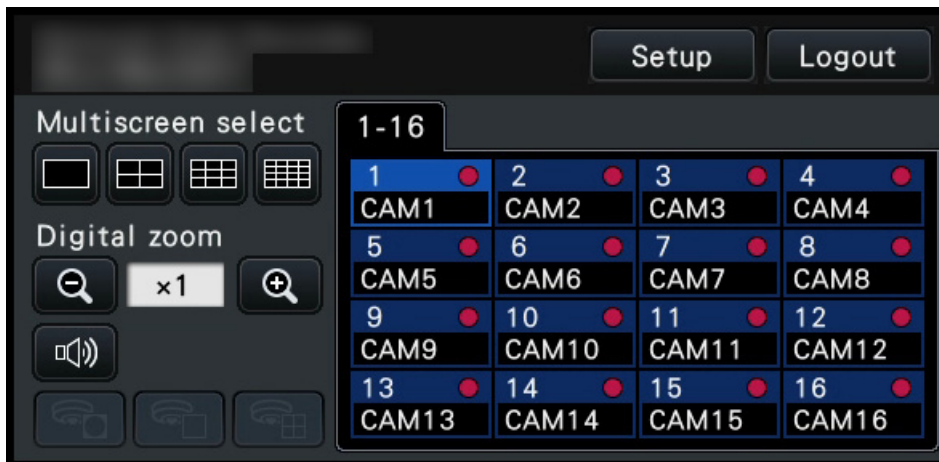 Setup Logout
Multiscreen select
Digital zoom
×1
1-16
1 2 3 4
CAM1 CAM2 CAM3 CAM4
5 6 7 8
CAM5 CAM6 CAM7 CAM8
9 10 11 12
CAM9 CAM10 CAM11 CAM12
13 14 15 16
CAM13 CAM14 CAM15 CAM16